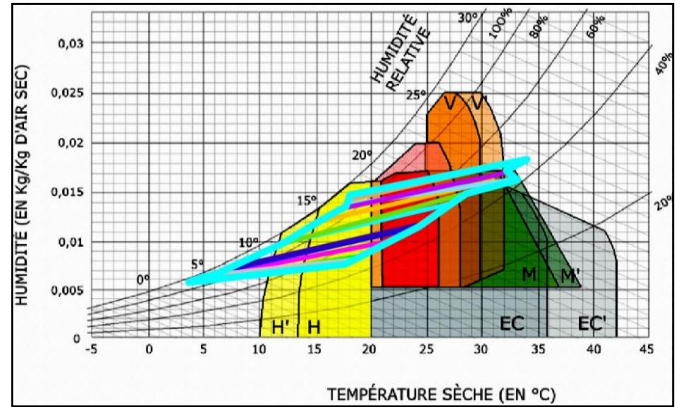 HUMIDITÉ (EN Kg/Kg D'AIR SEC)
0,03
0,025
0,02
0,015
0,01
0,005
0
HUMIDITÉ
RELATIVE
30°
100%
80%
60%
40%
20%
25°
20°
15°
10°
5°
0°
V
V'
M
M'
H'
H
EC
EC'
-5
0
5
10
15
20
25
30
35
40
45
TEMPÉRATURE SÈCHE (EN °C)